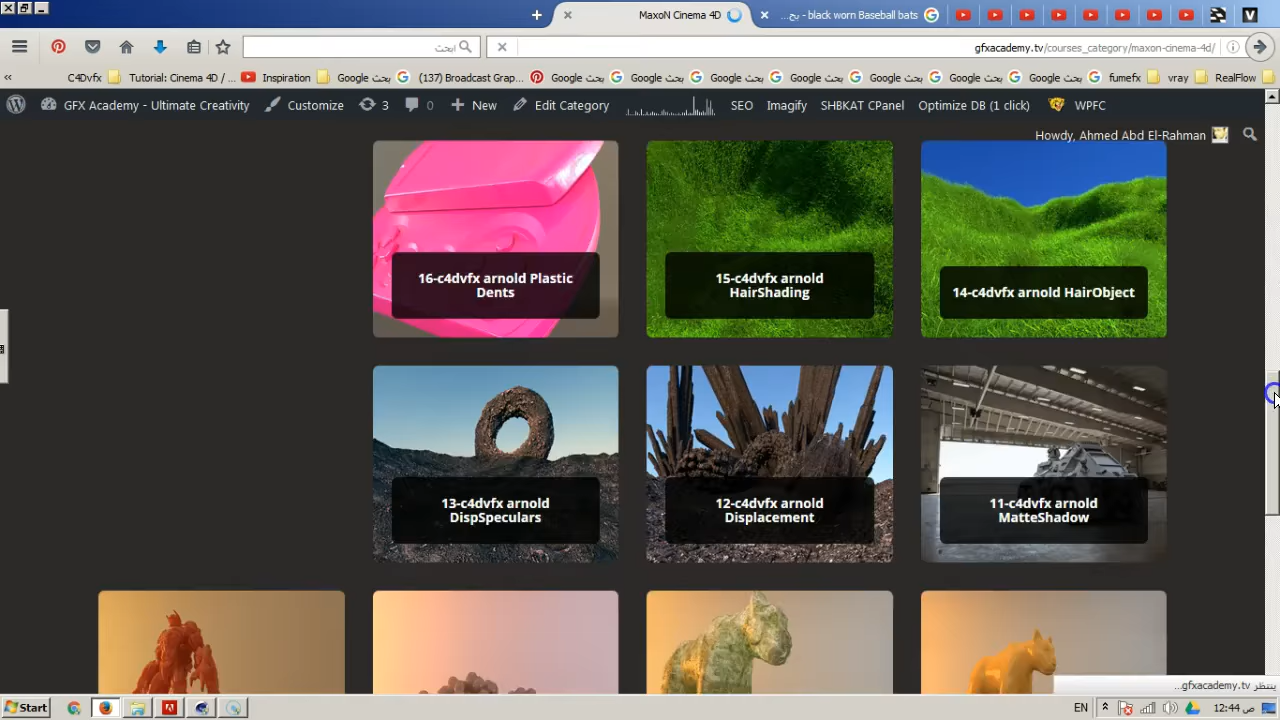 MaxoN Cinema 4D
بح... - black worn Baseball bats
ابحث
gfxacademy.tv/courses_category/maxon-cinema-4d/
C4Dvfx
Tutorial: Cinema 4D / ...
Inspiration
بحث Google
(137) Broadcast Grap...
بحث Google
بحث Google
بحث Google
بحث Google
بحث Google
بحث Google
fumefx
vray
RealFlow
GFX Academy - Ultimate Creativity
Customize
3
0
New
Edit Category
SEO
Imagify
SHBKAT CPanel
Optimize DB (1 click)
WPFC
Howdy, Ahmed Abd El-Rahman
16-c4dvfx arnold Plastic
Dents
15-c4dvfx arnold
HairShading
14-c4dvfx arnold HairObject
13-c4dvfx arnold
DispSpeculars
12-c4dvfx arnold
Displacement
11-c4dvfx arnold
MatteShadow
ينتظر gfxacademy.tv...
Start
EN
12:44 ص